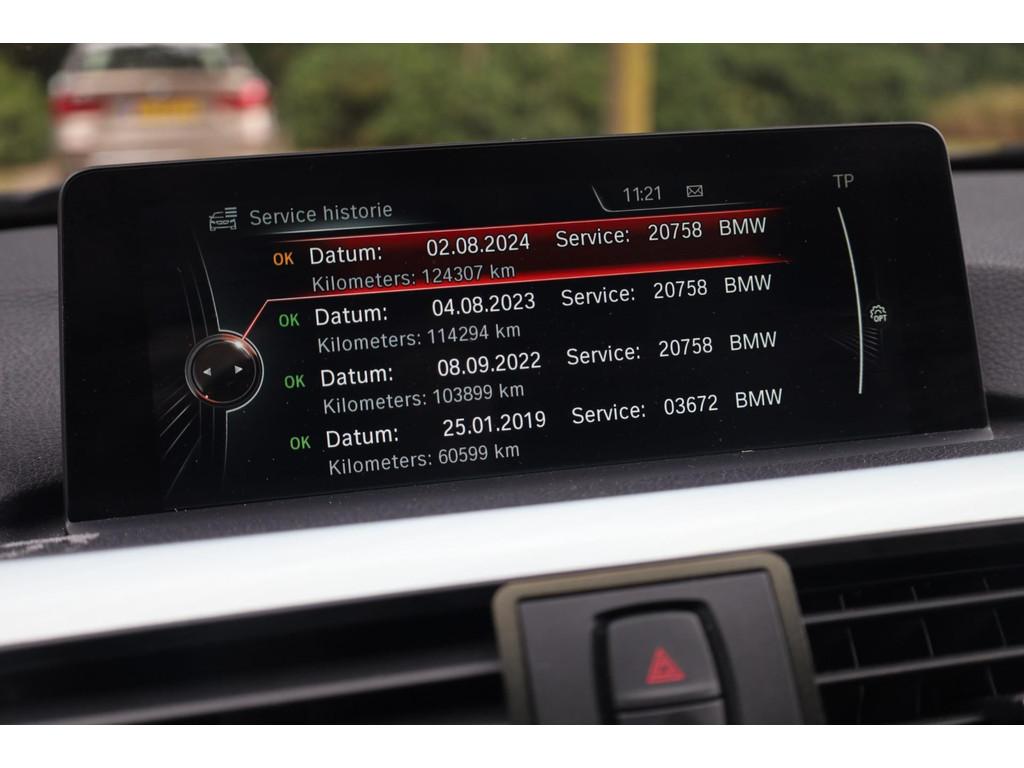 Service historie
11:21
TP
OK Datum: 02.08.2024 Service: 20758 BMW
Kilometers: 124307 km
OK Datum: 04.08.2023 Service: 20758 BMW
Kilometers: 114294 km
OK Datum: 08.09.2022 Service: 20758 BMW
Kilometers: 103899 km
OK Datum: 25.01.2019 Service: 03672 BMW
Kilometers: 60599 km
OPT